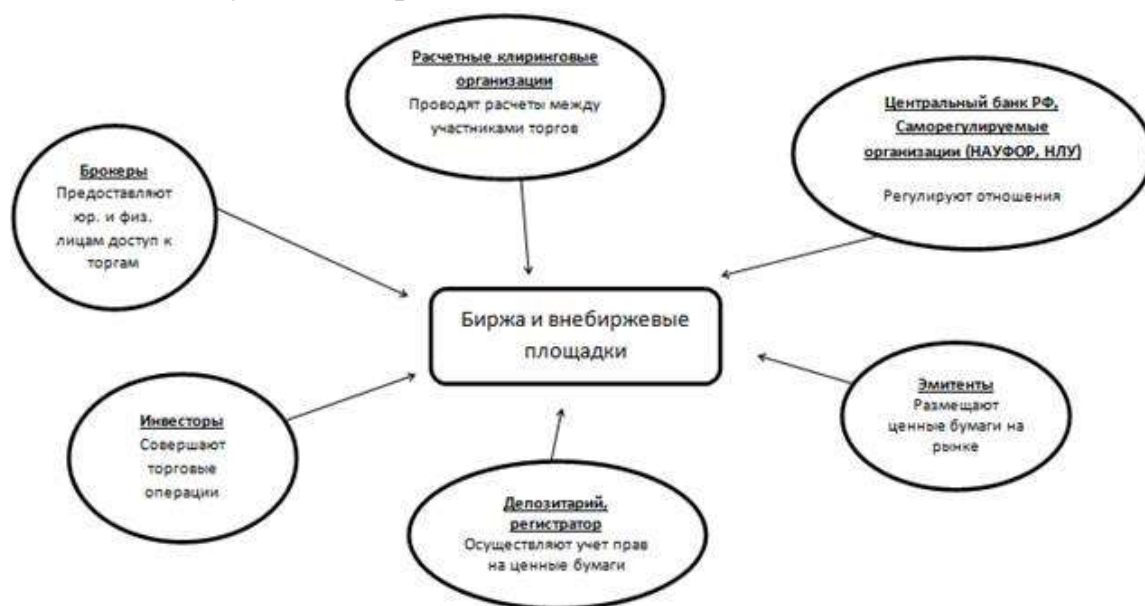 Расчетные клиринговые
организации
Проводят расчеты между
участниками торгов
Центральный банк РФ,
Саморегулируемые
организации (НАУФОР, НЛУ)
Регулируют отношения
Брокеры
Предоставляют
юр. и физ.
лицам доступ к
торгам
Биржа и внебиржевые
площадки
Эмитенты
Размещают
ценные бумаги на
рынке
Инвесторы
Совершают
торговые
операции
Депозитарий,
регистратор
Осуществляют учет прав
на ценные бумаги